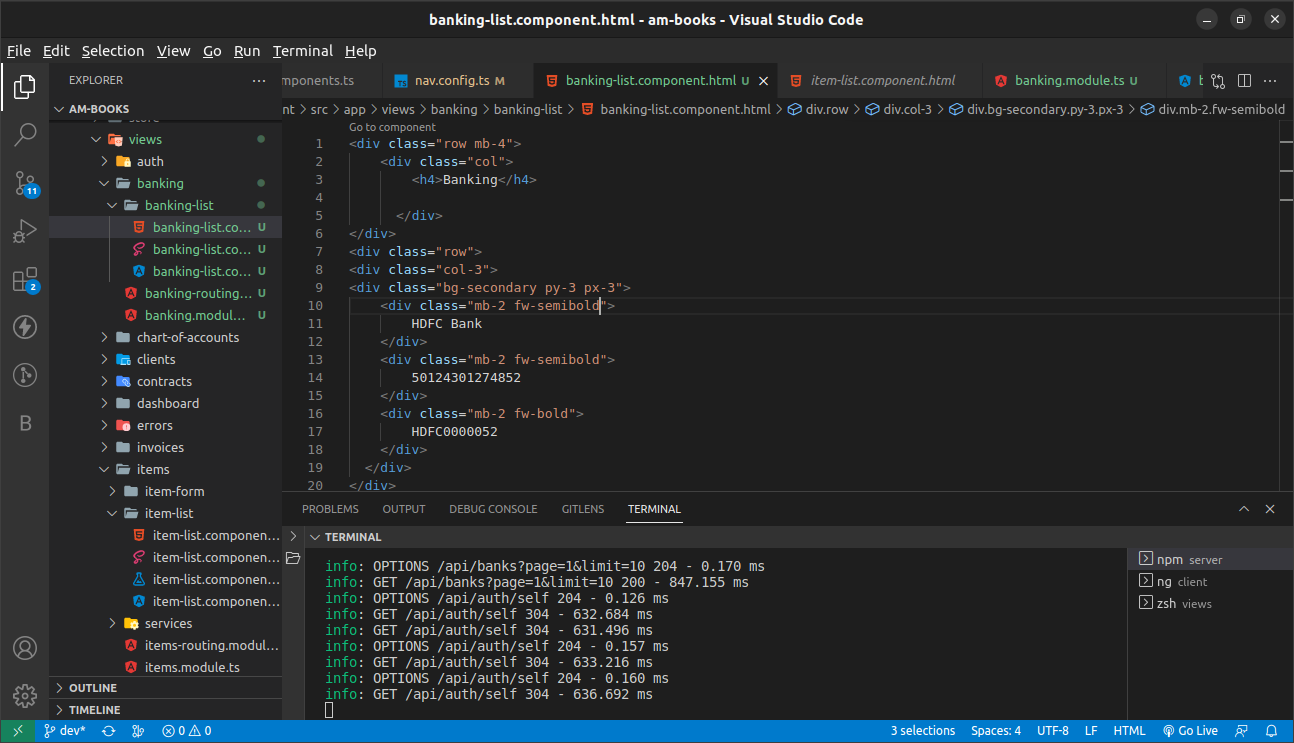 banking-list.component.html - am-books - Visual Studio Code
File Edit Selection View Go Run Terminal Help
EXPLORER
AM-BOOKS
views
auth
banking
banking-list
banking-list.co... U
banking-list.co... U
banking-list.co... U
banking-routing... U
banking.modul... U
chart-of-accounts
clients
contracts
dashboard
errors
invoices
items
item-form
item-list
item-list.componen...
item-list.componen...
item-list.componen...
item-list.componen...
services
items-routing.modul...
items.module.ts
OUTLINE
TIMELINE
11
2
B
mponents.ts
nav.config.ts M
banking-list.component.html U
item-list.component.html
banking.module.ts U
nt > src > app > views > banking > banking-list > banking-list.component.html > div.row > div.col-3 > div.bg-secondary.py-3.px-3 > div.mb-2.fw-semibold
Go to component
1 <div class="row mb-4">
2 <div class="col">
3 <h4>Banking</h4>
4
5 </div>
6 </div>
7 <div class="row">
8 <div class="col-3">
9 <div class="bg-secondary py-3 px-3">
10 <div class="mb-2 fw-semibold">
11 HDFC Bank
12 </div>
13 <div class="mb-2 fw-semibold">
14 50124301274852
15 </div>
16 <div class="mb-2 fw-bold">
17 HDFC0000052
18 </div>
19 </div>
20 </div>
PROBLEMS OUTPUT DEBUG CONSOLE GITLENS TERMINAL
TERMINAL
info: OPTIONS /api/banks?page=1&limit=10 204 - 0.170 ms
info: GET /api/banks?page=1&limit=10 200 - 847.155 ms
info: OPTIONS /api/auth/self 204 - 0.126 ms
info: GET /api/auth/self 304 - 632.684 ms
info: GET /api/auth/self 304 - 631.496 ms
info: OPTIONS /api/auth/self 204 - 0.157 ms
info: GET /api/auth/self 304 - 633.216 ms
info: OPTIONS /api/auth/self 204 - 0.160 ms
info: GET /api/auth/self 304 - 636.692 ms
npm server
ng client
zsh views
dev* 0 0 3 selections Spaces: 4 UTF-8 LF HTML Go Live